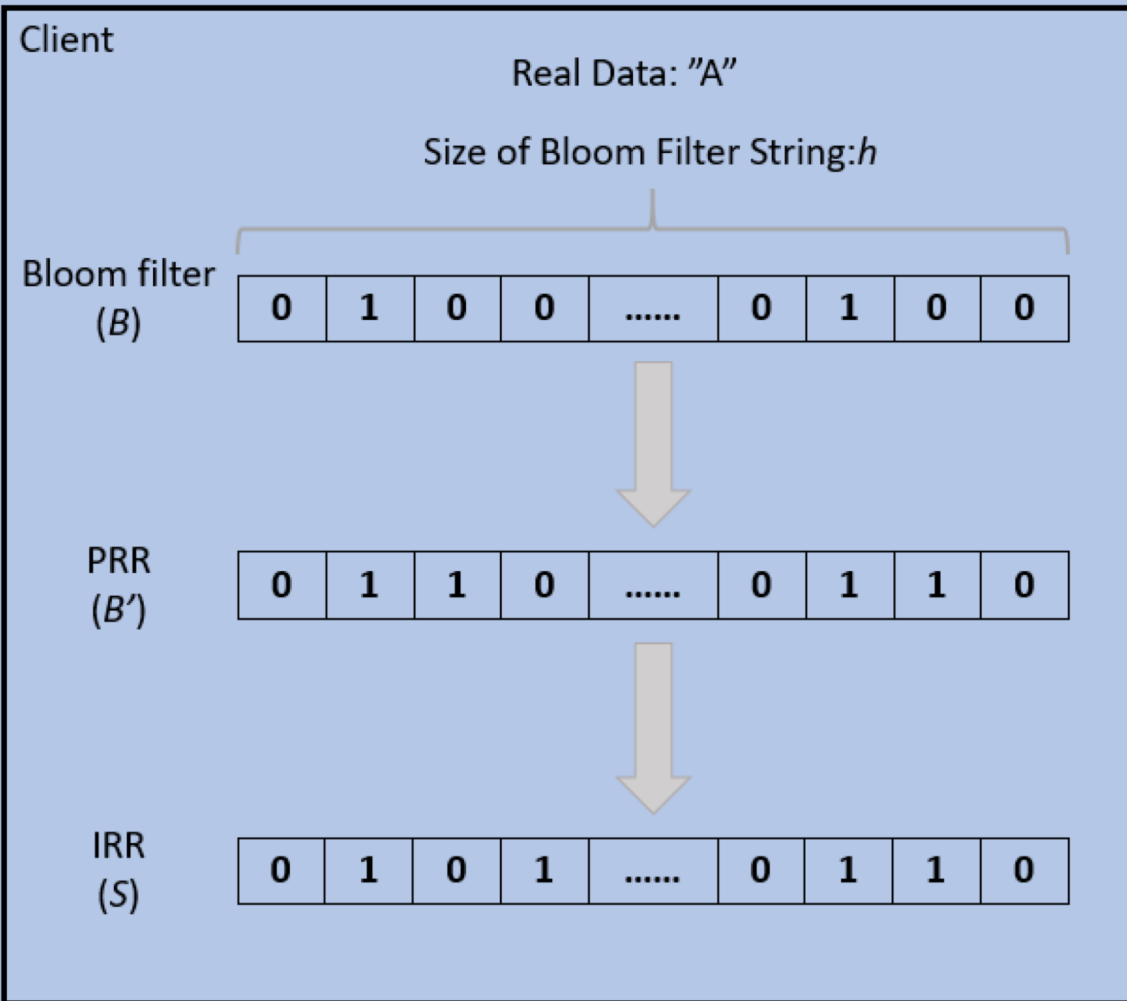 Client
Real Data: ”A”
Size of Bloom Filter String:h
Bloom filter
(B)
0 1 0 0 ...... 0 1 0 0
PRR
(B’)
0 1 1 0 ...... 0 1 1 0
IRR
(S)
0 1 0 1 ...... 0 1 1 0